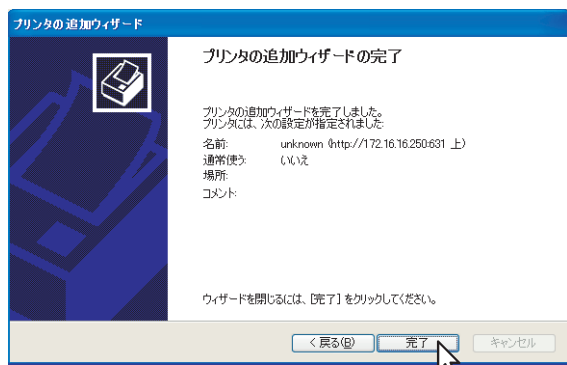 プリンタの追加ウィザード
プリンタの追加ウィザードの完了
プリンタの追加ウィザードを完了しました。
プリンタには、次の設定が指定されました:
名前: unknown (http://172.16.16.250:631 上)
通常使う: いいえ
場所:
コメント:
ウィザードを閉じるには、[完了] をクリックしてください。
< 戻る(B) 完了 キャンセル